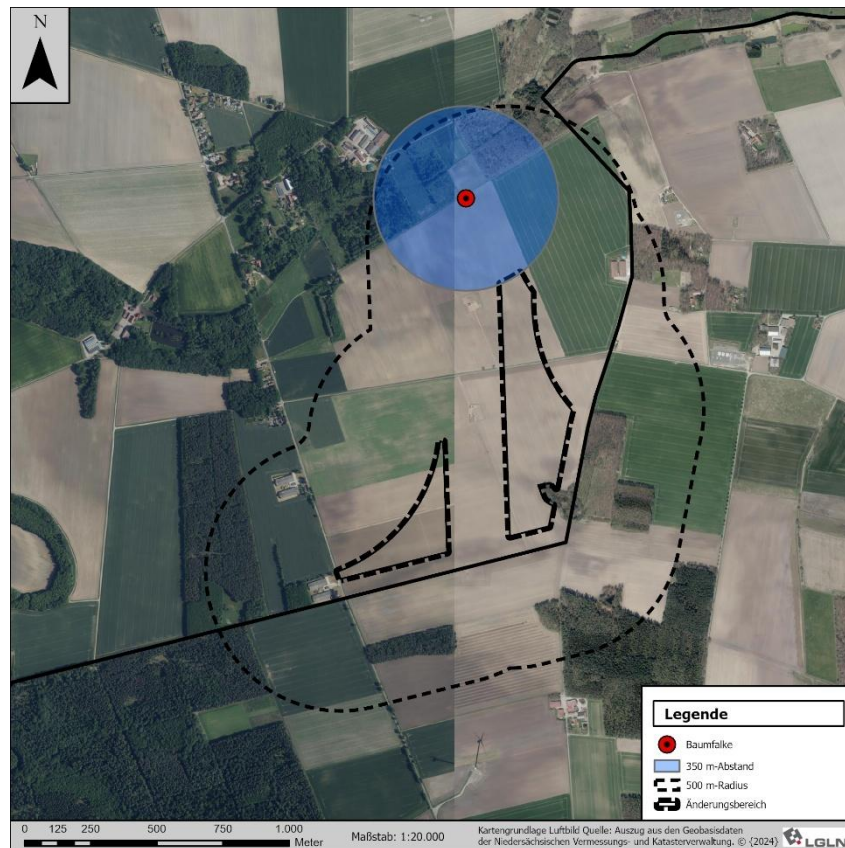 N
Legende
Baumfalke
350 m-Abstand
500 m-Radius
Änderungsbereich
0 125 250 500 750 1.000
Meter
Maßstab: 1:20.000
Kartengrundlage Luftbild Quelle: Auszug aus den Geobasisdaten
der Niedersächsischen Vermessungs- und Katasterverwaltung. © {2024}
LGLN